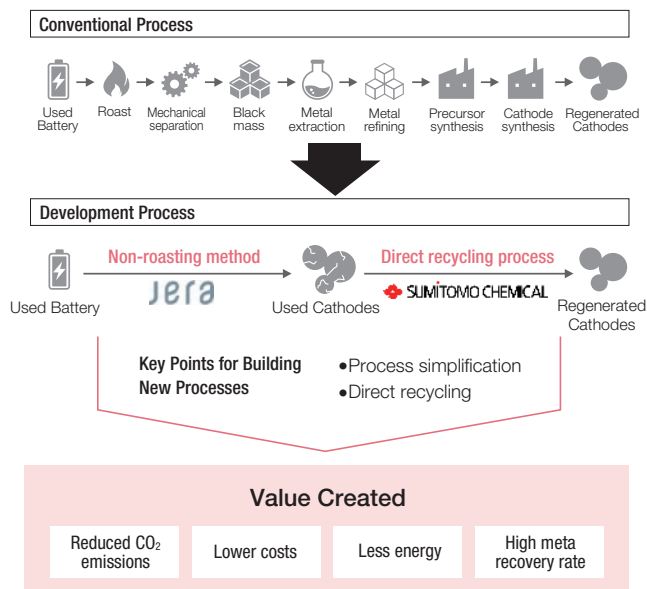 Conventional Process
Used
Battery
Roast
Mechanical
separation
Black
mass
Metal
extraction
Metal
refining
Precursor
synthesis
Cathode
synthesis
Regenerated
Cathodes
Development Process
Non-roasting method
Direct recycling process
Jera
SUMITOMO CHEMICAL
Used Battery
Used Cathodes
Regenerated
Cathodes
Key Points for Building
New Processes
●Process simplification
●Direct recycling
Value Created
Reduced CO₂
emissions
Lower costs
Less energy
High meta
recovery rate